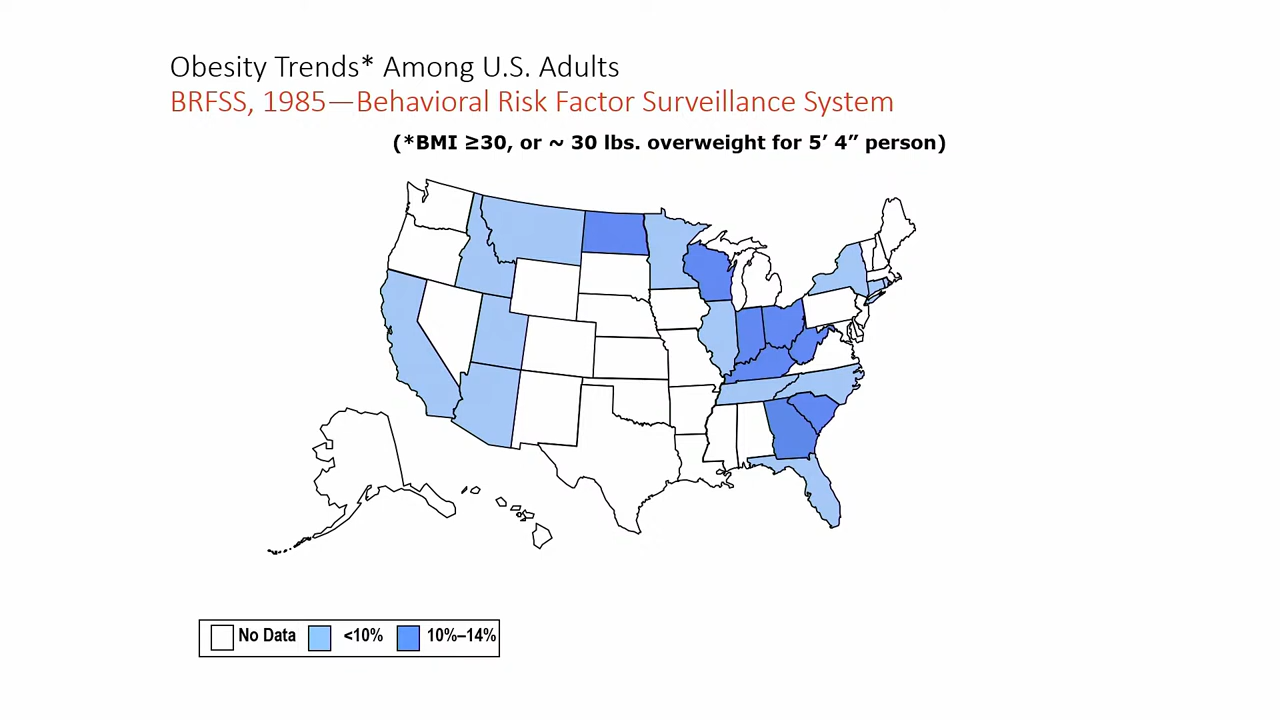 Obesity Trends* Among U.S. Adults
BRFSS, 1985—Behavioral Risk Factor Surveillance System
(*BMI ≥30, or ~ 30 lbs. overweight for 5’ 4” person)
No Data <10% 10%–14%